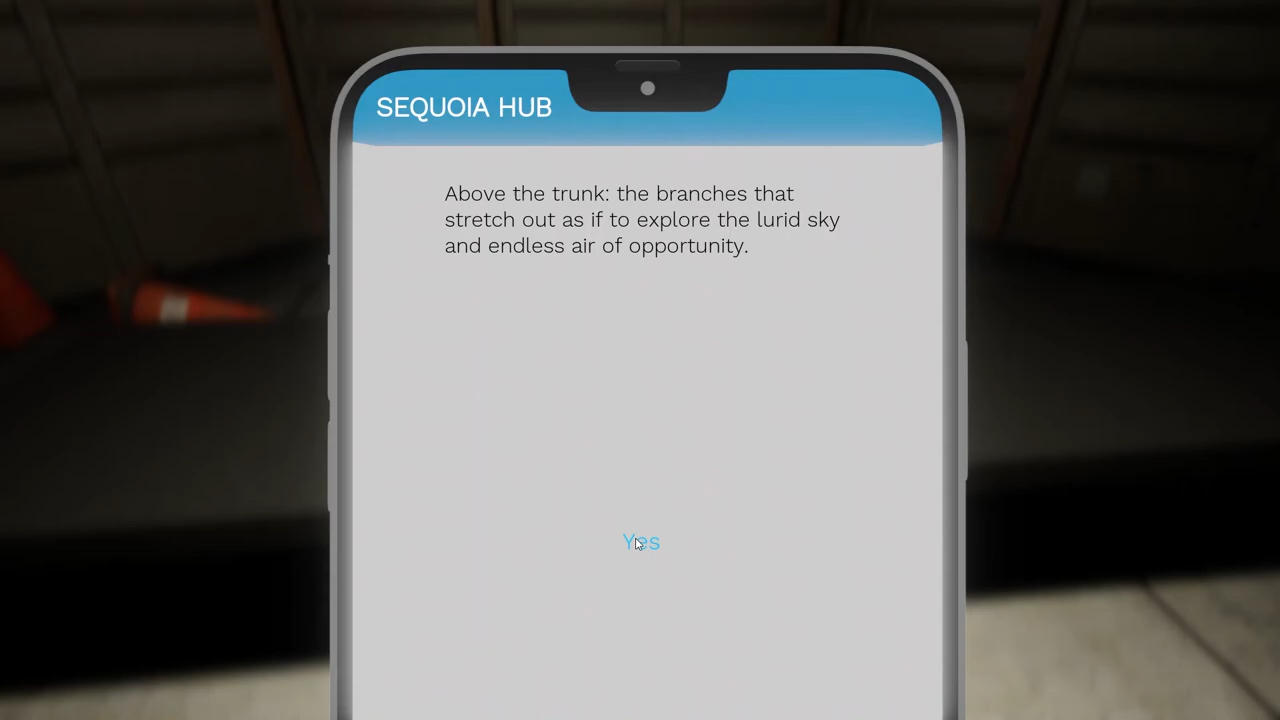 SEQUOIA HUB
Above the trunk: the branches that
stretch out as if to explore the lurid sky
and endless air of opportunity.
Yes